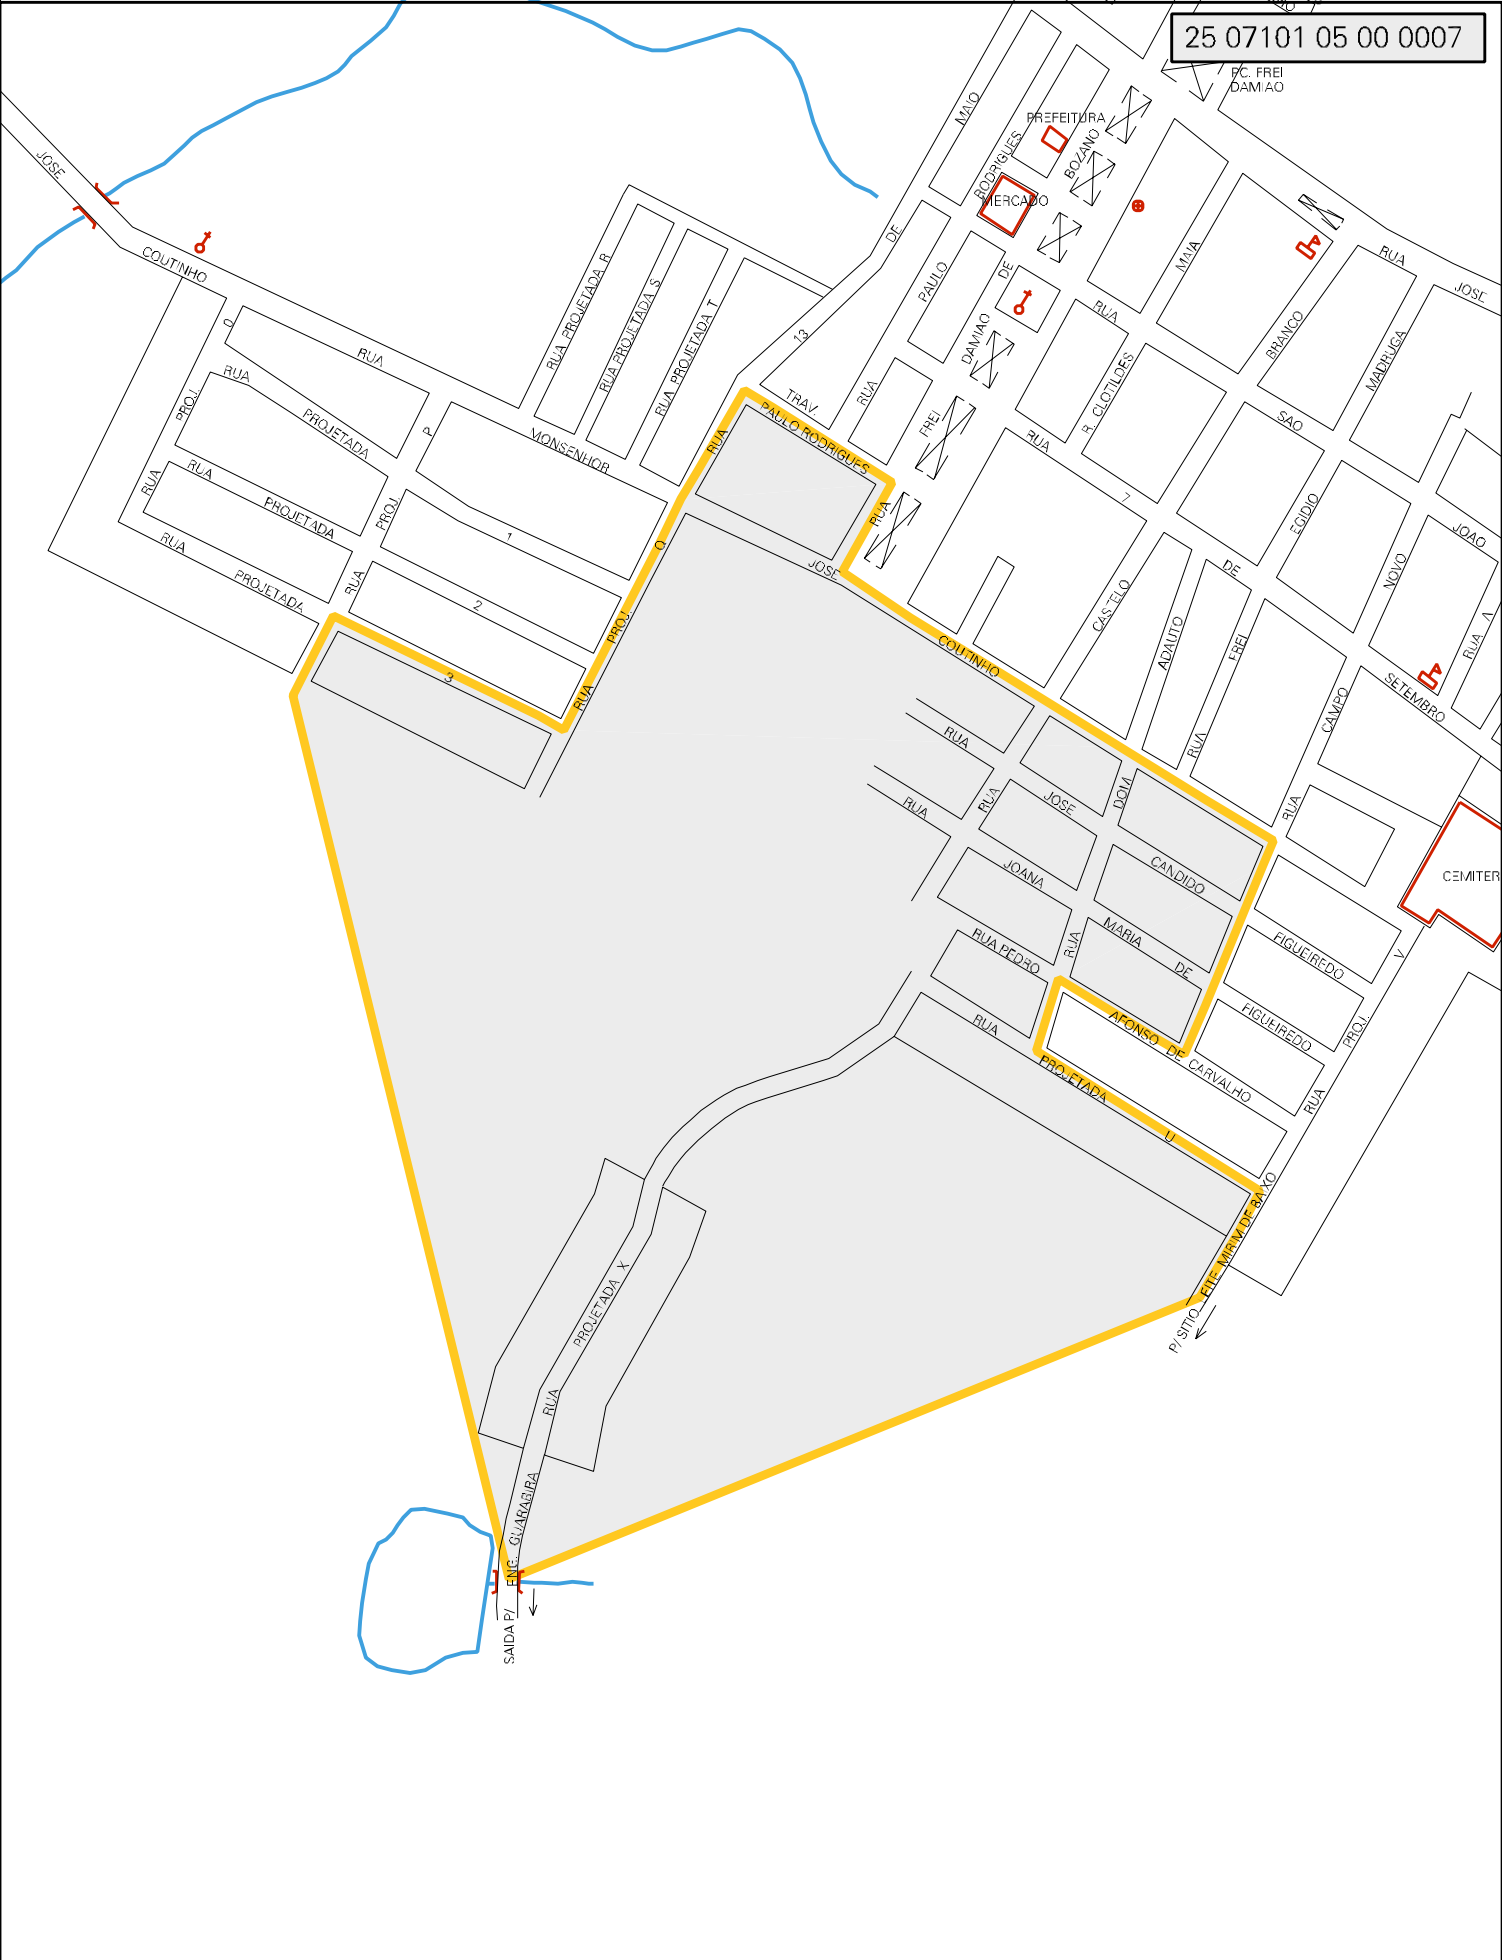 25 07101 05 00 0007
PC. FREI
DAMIAO
PREFEITURA
MAIO
RODRIGUES
BOZANO
MERCADO
JOSE
COUTINHO
DE
PAULO
DE
MAIA
RUA
JOSE
RUA
BRANCO
MADRUGA
RUA PROJETADA R
RUA PROJETADA S
RUA PROJETADA T
13
DAMIAO
R. CLOTILDES
RUA
PROJ.
RUA
PROJETADA
P
MONSENHOR
TRAV.
PAULO RODRIGUES
RUA
RUA
FREI
RUA
7
SAO
EGIDIO
JOAO
NOVO
RUA
RUA
PROJETADA
PROJ.
1
RUA
PROJETADA
RUA
2
Q
PROJ.
RUA
JOSE
RUA
COUTINHO
CASTELO
ADAUTO
DE
FREI
RUA
RUA A
SETEMBRO
CAMPO
3
RUA
RUA
RUA
JOSE
DOM
RUA
CANDIDO
CEMITER
JOANA
MARIA
DE
FIGUEIREDO
V
RUA PEDRO
RUA
AFONSO DE CARVALHO
FIGUEIREDO
PROJ.
RUA
RUA
PROJETADA
U
P/ SITIO LEITE MIRIM DE BAIXO
RUA
PROJETADA X
SAIDA P/ ENG. GUARABIRA